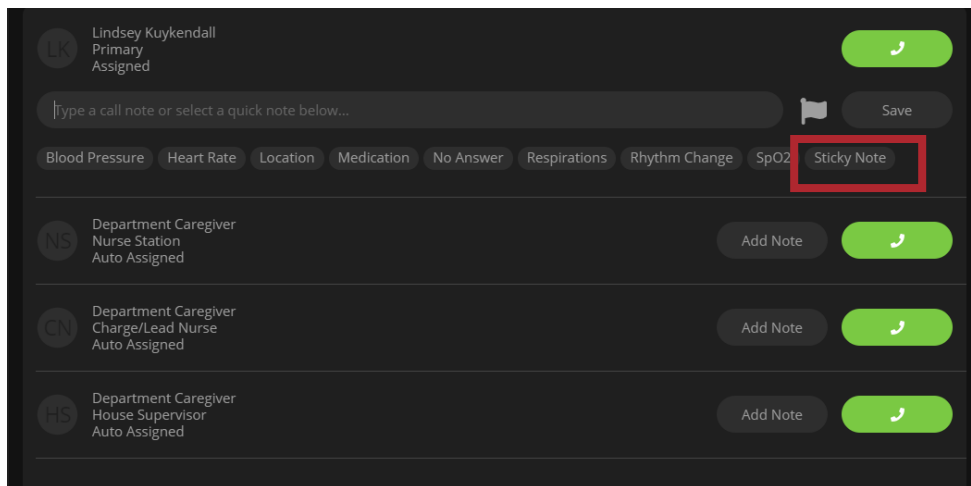 LK
Lindsey Kuykendall
Primary
Assigned
Type a call note or select a quick note below...
Save
Blood Pressure Heart Rate Location Medication No Answer Respirations Rhythm Change SpO2 Sticky Note
NS
Department Caregiver
Nurse Station
Auto Assigned
Add Note
CN
Department Caregiver
Charge/Lead Nurse
Auto Assigned
Add Note
HS
Department Caregiver
House Supervisor
Auto Assigned
Add Note